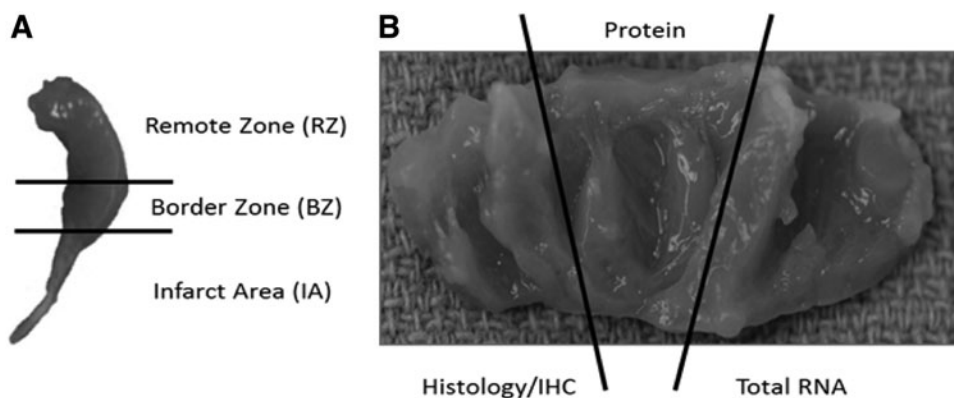 A
Remote Zone (RZ)
Border Zone (BZ)
Infarct Area (IA)
B
Protein
Histology/IHC
Total RNA